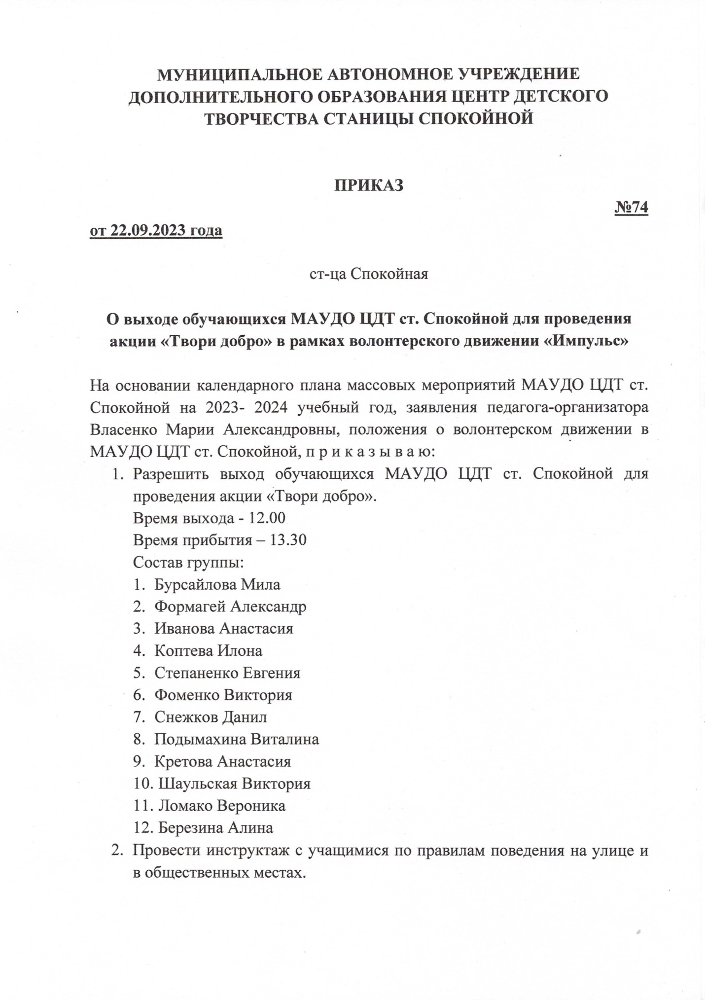 МУНИЦИПАЛЬНОЕ АВТОНОМНОЕ УЧРЕЖДЕНИЕ
ДОПОЛНИТЕЛЬНОГО ОБРАЗОВАНИЯ ЦЕНТР ДЕТСКОГО
ТВОРЧЕСТВА СТАНИЦЫ СПОКОЙНОЙ
ПРИКАЗ
№74
от 22.09.2023 года
ст-ца Спокойная
О выходе обучающихся МАУДО ЦДТ ст. Спокойной для проведения
акции «Твори добро» в рамках волонтерского движении «Импульс»
На основании календарного плана массовых мероприятий МАУДО ЦДТ ст.
Спокойной на 2023- 2024 учебный год, заявления педагога-организатора
Власенко Марии Александровны, положения о волонтерском движении в
МАУДО ЦДТ ст. Спокойной, п р и к а з ы в а ю:
1. Разрешить выход обучающихся МАУДО ЦДТ ст. Спокойной для
проведения акции «Твори добро».
Время выхода - 12.00
Время прибытия – 13.30
Состав группы:
1. Бурсайлова Мила
2. Формагей Александр
3. Иванова Анастасия
4. Коптева Илона
5. Степаненко Евгения
6. Фоменко Виктория
7. Снежков Данил
8. Подымахина Виталина
9. Кретова Анастасия
10. Шаульская Виктория
11. Ломако Вероника
12. Березина Алина
2. Провести инструктаж с учащимися по правилам поведения на улице и
в общественных местах.